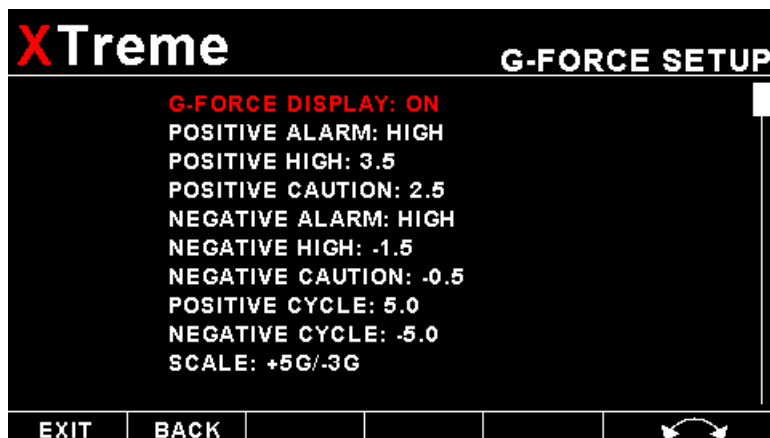 XTreme
G-FORCE SETUP
G-FORCE DISPLAY: ON
POSITIVE ALARM: HIGH
POSITIVE HIGH: 3.5
POSITIVE CAUTION: 2.5
NEGATIVE ALARM: HIGH
NEGATIVE HIGH: -1.5
NEGATIVE CAUTION: -0.5
POSITIVE CYCLE: 5.0
NEGATIVE CYCLE: -5.0
SCALE: +5G/-3G
EXIT BACK